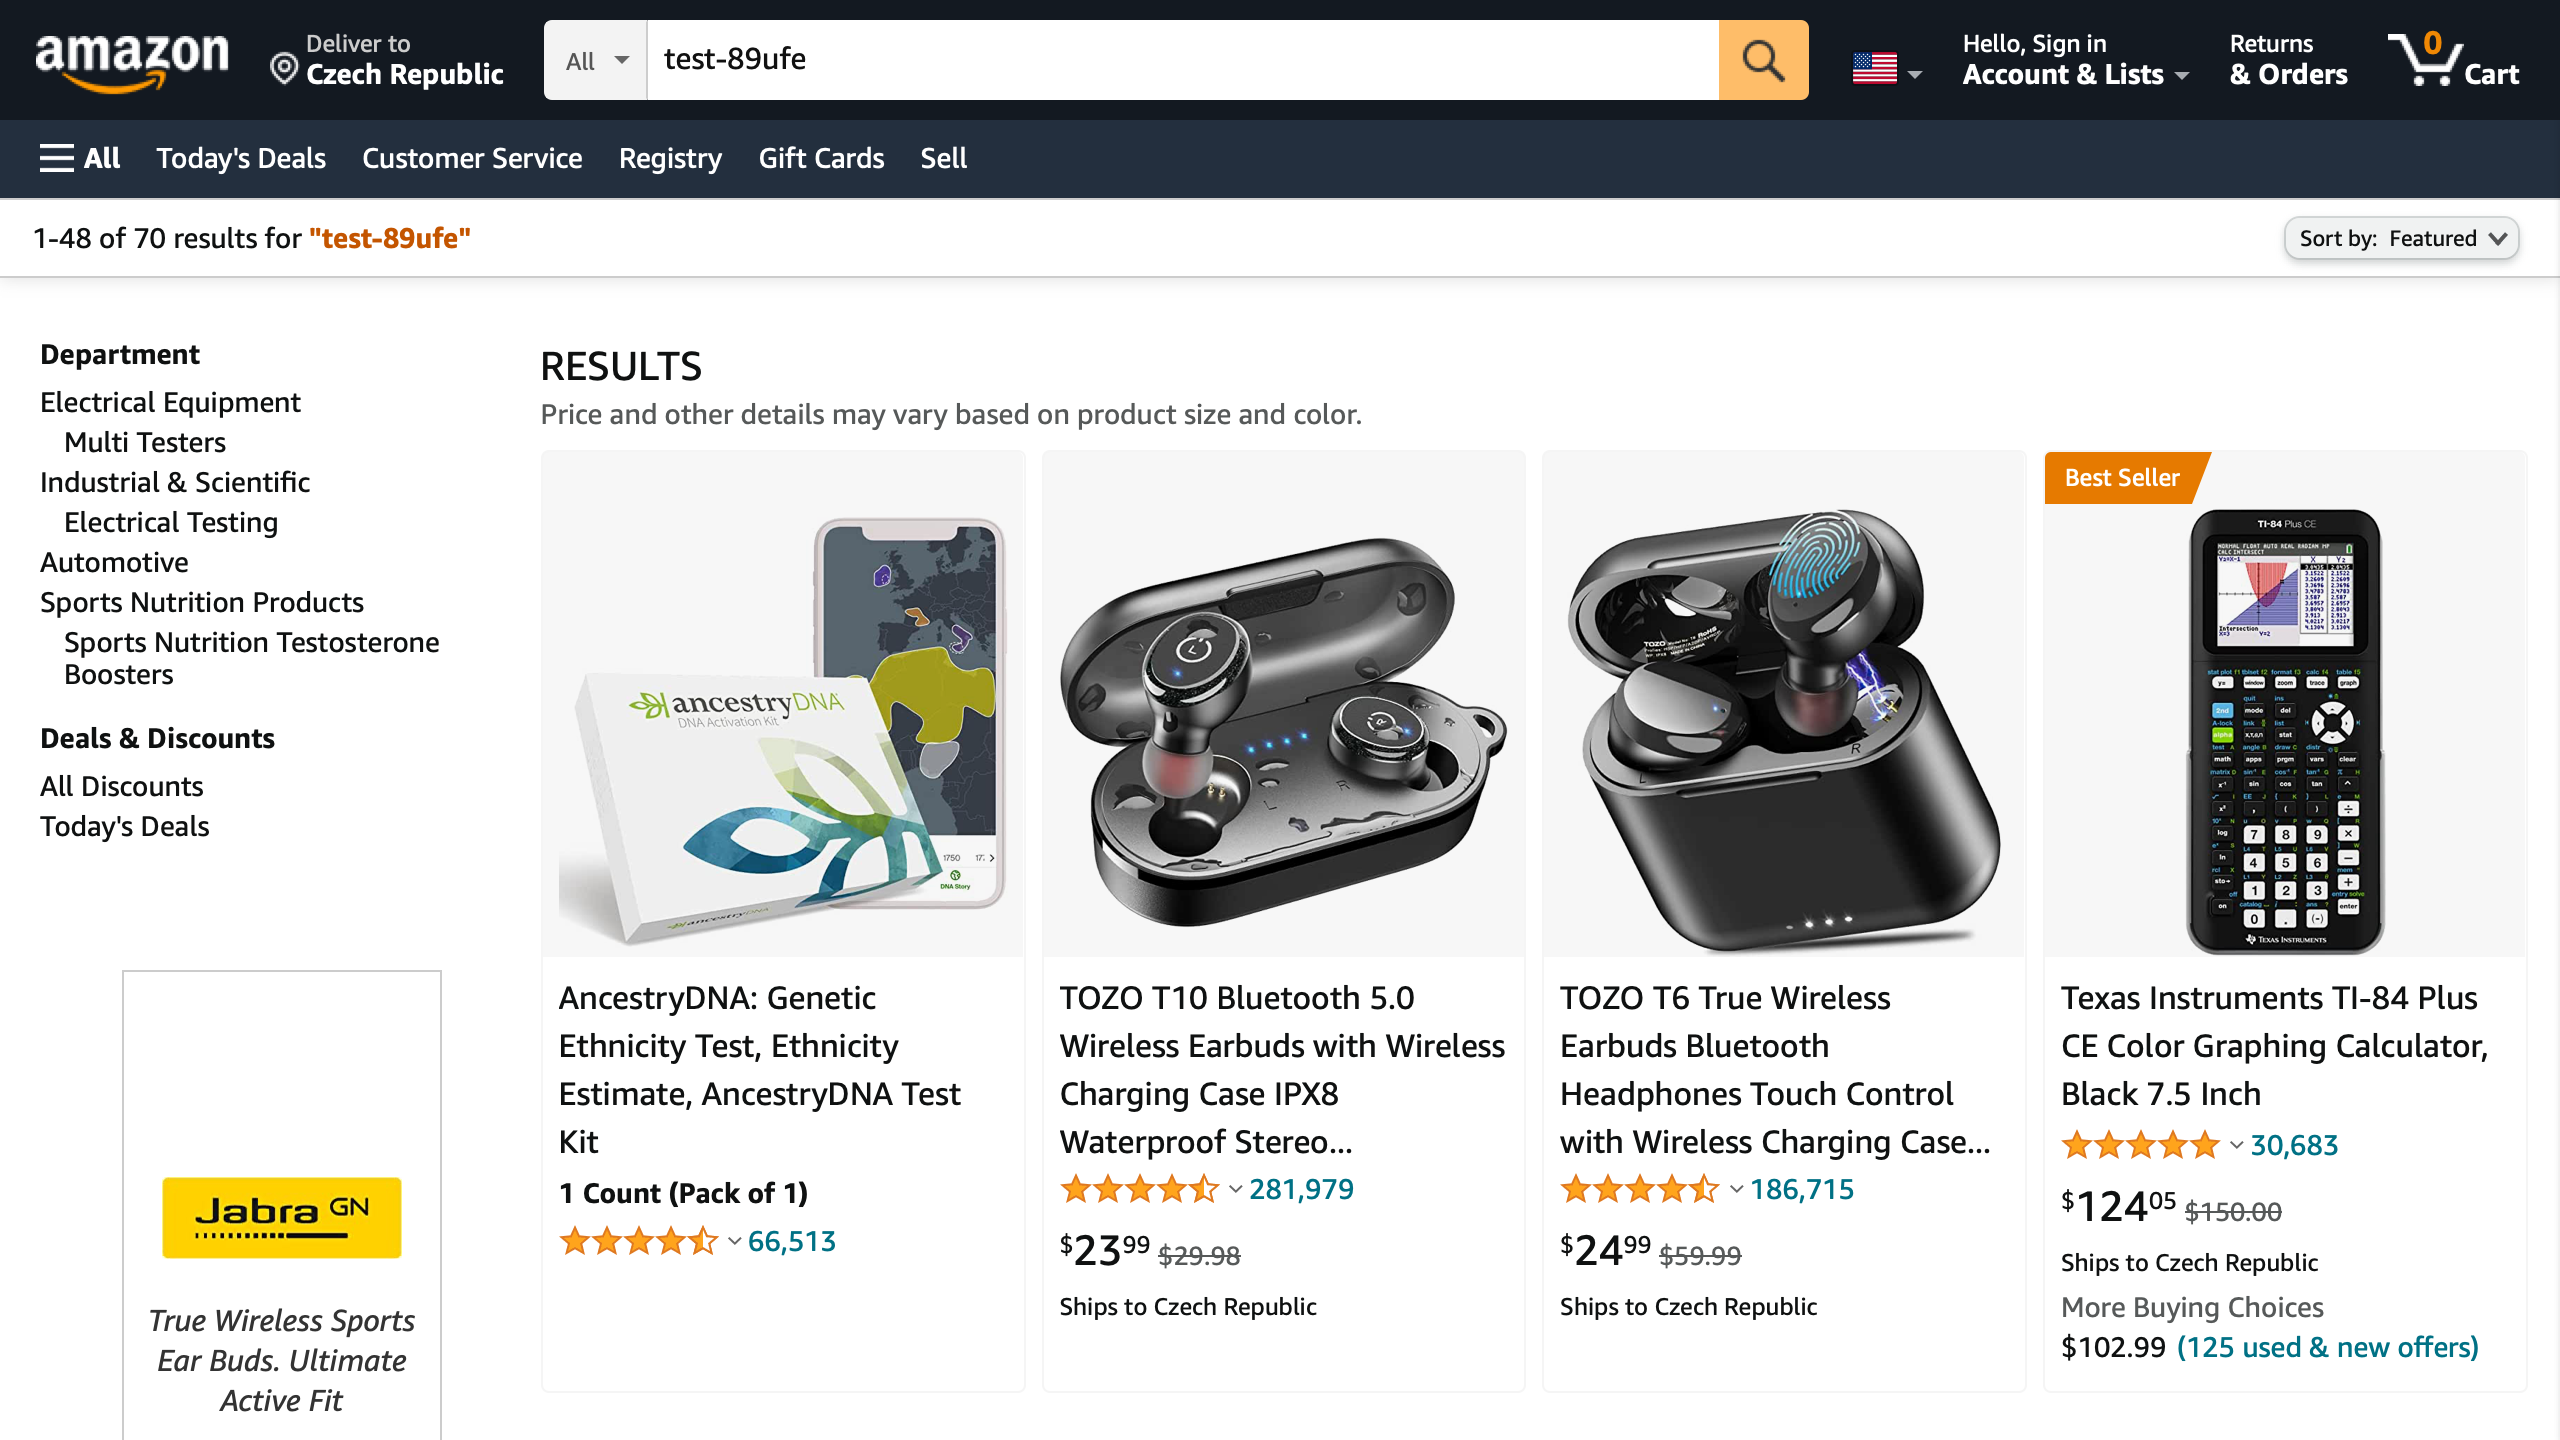 amazon
Deliver to
Czech Republic
All
test-89ufe
Hello, Sign in
Account & Lists
Returns
& Orders
0
Cart
All
Today's Deals
Customer Service
Registry
Gift Cards
Sell
1-48 of 70 results for "test-89ufe"
Sort by: Featured
Department
Electrical Equipment
Multi Testers
Industrial & Scientific
Electrical Testing
Automotive
Sports Nutrition Products
Sports Nutrition Testosterone
Boosters
Deals & Discounts
All Discounts
Today's Deals
Jabra GN
True Wireless Sports
Ear Buds. Ultimate
Active Fit
RESULTS
Price and other details may vary based on product size and color.
ancestryDNA
DNA Activation Kit
1750
DNA Story
AncestryDNA: Genetic
Ethnicity Test, Ethnicity
Estimate, AncestryDNA Test
Kit
1 Count (Pack of 1)
66,513
L
R
L
R
TOZO T10 Bluetooth 5.0
Wireless Earbuds with Wireless
Charging Case IPX8
Waterproof Stereo...
281,979
$23.99 $29.98
Ships to Czech Republic
TOZO
L
R
TOZO T6 True Wireless
Earbuds Bluetooth
Headphones Touch Control
with Wireless Charging Case...
186,715
$24.99 $59.99
Ships to Czech Republic
Best Seller
TI-84 Plus CE
TEXAS INSTRUMENTS
Texas Instruments TI-84 Plus
CE Color Graphing Calculator,
Black 7.5 Inch
30,683
$124.05 $150.00
Ships to Czech Republic
More Buying Choices
$102.99 (125 used & new offers)